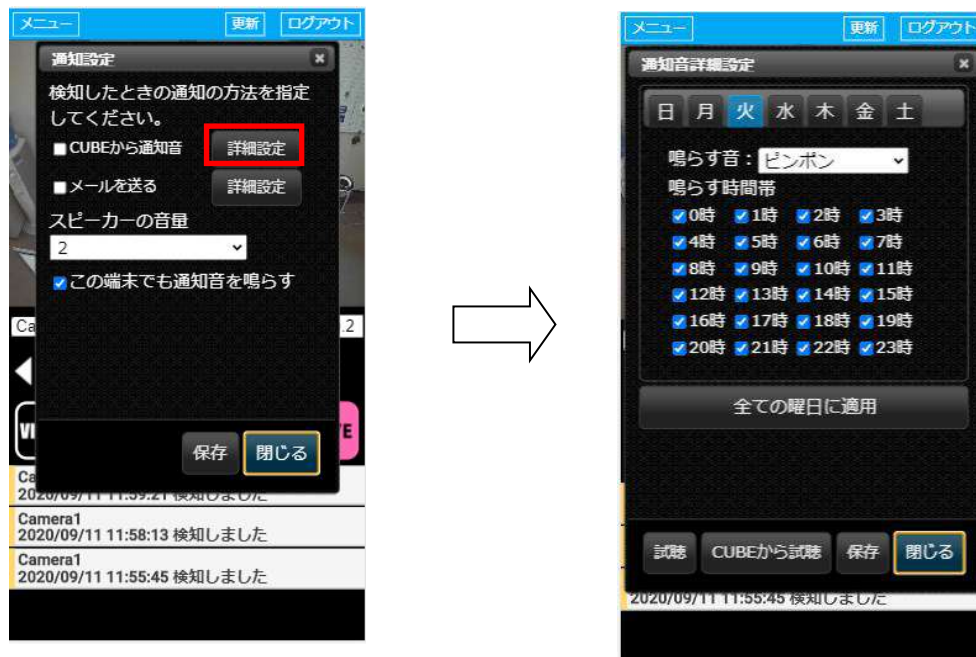 メニュー 更新 ログアウト
通知設定
検知したときの通知の方法を指定
してください。
CUBEから通知音 詳細設定
メールを送る 詳細設定
スピーカーの音量
2
この端末でも通知音を鳴らす
Ca .2
VI E
保存 閉じる
Ca
2020/09/11 11:59:21 検知しました
Camera1
2020/09/11 11:58:13 検知しました
Camera1
2020/09/11 11:55:45 検知しました
メニュー 更新 ログアウト
通知音詳細設定
日 月 火 水 木 金 土
鳴らす音：ピンポン
鳴らす時間帯
0時 1時 2時 3時
4時 5時 6時 7時
8時 9時 10時 11時
12時 13時 14時 15時
16時 17時 18時 19時
20時 21時 22時 23時
全ての曜日に適用
試聴 CUBEから試聴 保存 閉じる
2020/09/11 11:55:45 検知しました